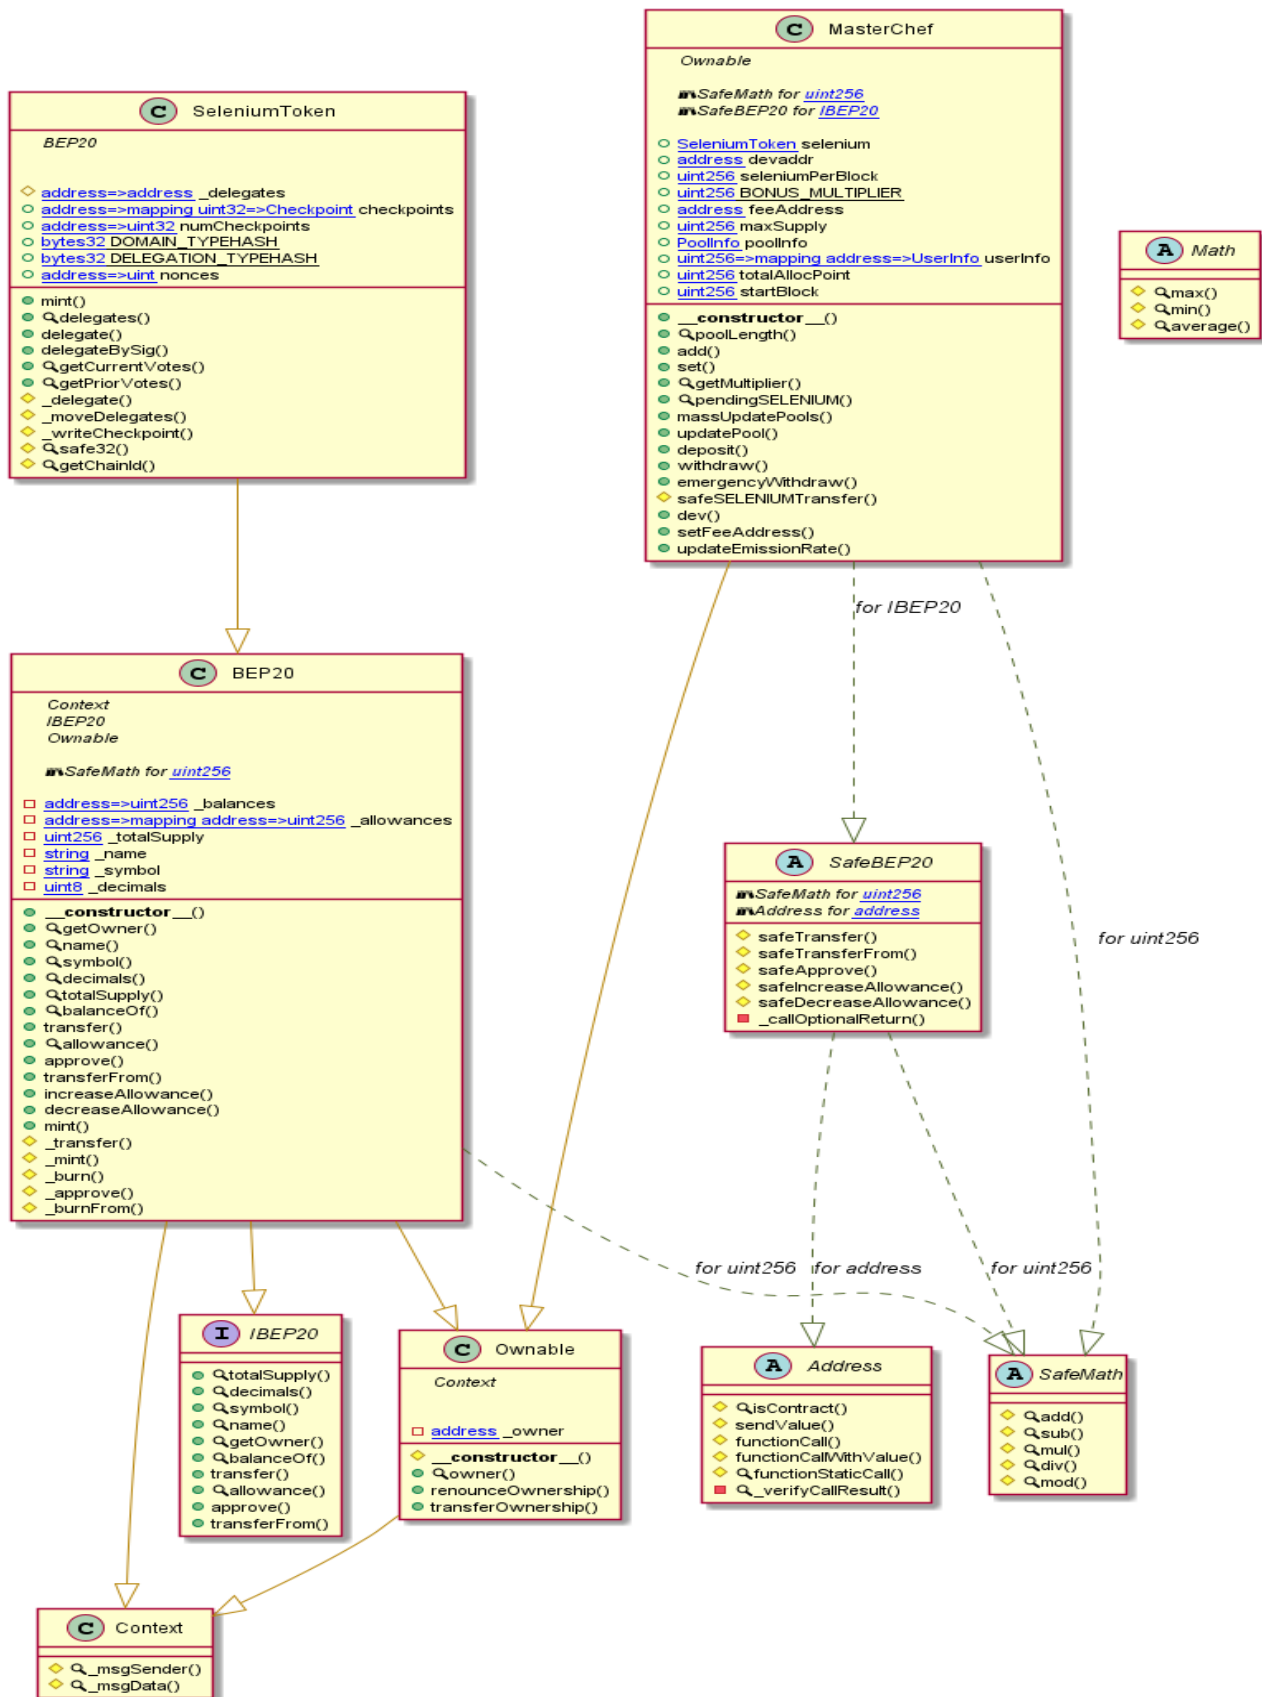 C MasterChef
Ownable
SafeMath for uint256
SafeBEP20 for IBEP20
SeleniumToken selenium
address devaddr
uint256 seleniumPerBlock
uint256 BONUS_MULTIPLIER
address feeAddress
uint256 maxSupply
PoolInfo poolInfo
uint256=>mapping address=>UserInfo userInfo
uint256 totalAllocPoint
uint256 startBlock
__constructor__()
poolLength()
add()
set()
getMultiplier()
pendingSELENIUM()
massUpdatePools()
updatePool()
deposit()
withdraw()
emergencyWithdraw()
safeSELENIUMTransfer()
dev()
setFeeAddress()
updateEmissionRate()
C SeleniumToken
BEP20
address=>address _delegates
address=>mapping uint32=>Checkpoint checkpoints
address=>uint32 numCheckpoints
bytes32 DOMAIN_TYPEHASH
bytes32 DELEGATION_TYPEHASH
address=>uint nonces
mint()
delegates()
delegate()
delegateBySig()
getCurrentVotes()
getPriorVotes()
_delegate()
_moveDelegates()
_writeCheckpoint()
safe32()
getChainId()
A Math
max()
min()
average()
for IBEP20
C BEP20
Context
IBEP20
Ownable
SafeMath for uint256
address=>uint256 _balances
address=>mapping address=>uint256 _allowances
uint256 _totalSupply
string _name
string _symbol
uint8 _decimals
__constructor__()
getOwner()
name()
symbol()
decimals()
totalSupply()
balanceOf()
transfer()
allowance()
approve()
transferFrom()
increaseAllowance()
decreaseAllowance()
mint()
_transfer()
_mint()
_burn()
_approve()
_burnFrom()
A SafeBEP20
SafeMath for uint256
Address for address
safeTransfer()
safeTransferFrom()
safeApprove()
safeIncreaseAllowance()
safeDecreaseAllowance()
_callOptionalReturn()
for uint256
for uint256
for address
for uint256
I IBEP20
totalSupply()
decimals()
symbol()
name()
getOwner()
balanceOf()
transfer()
allowance()
approve()
transferFrom()
C Ownable
Context
address _owner
__constructor__()
owner()
renounceOwnership()
transferOwnership()
A Address
isContract()
sendValue()
functionCall()
functionCallWithValue()
functionStaticCall()
_verifyCallResult()
A SafeMath
add()
sub()
mul()
div()
mod()
C Context
_msgSender()
_msgData()